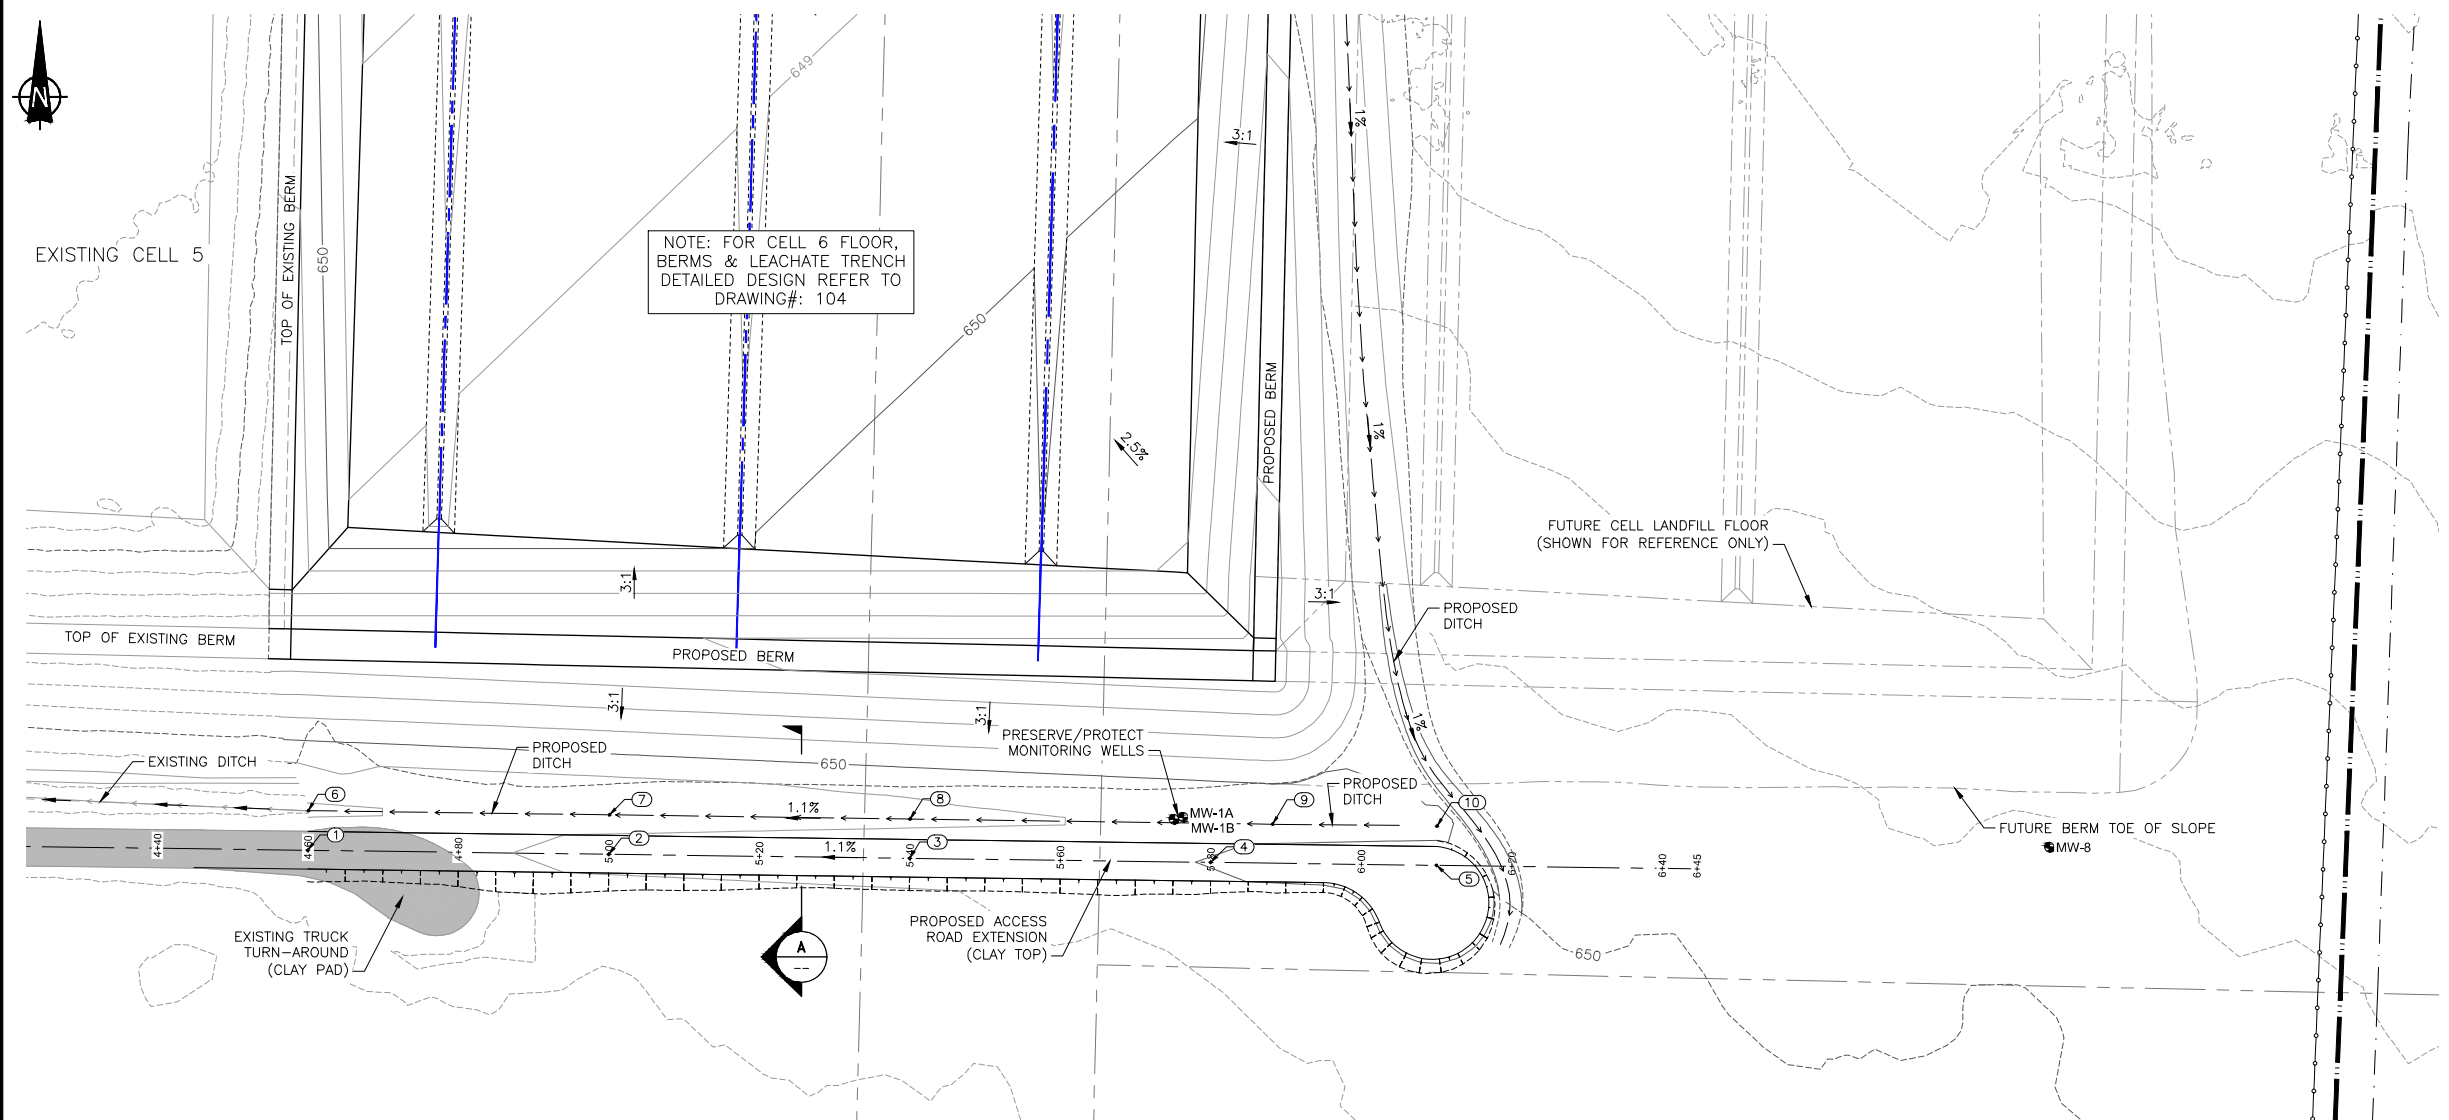 N
649
1%
3:1
EXISTING CELL 5
TOP OF EXISTING BERM
650
NOTE: FOR CELL 6 FLOOR,
BERMS & LEACHATE TRENCH
DETAILED DESIGN REFER TO
DRAWING#: 104
650
PROPOSED BERM
1%
2.5%
FUTURE CELL LANDFILL FLOOR
(SHOWN FOR REFERENCE ONLY)
3:1
3:1
PROPOSED
DITCH
TOP OF EXISTING BERM
PROPOSED BERM
3:1
3:1
1%
PRESERVE/PROTECT
MONITORING WELLS
PROPOSED
DITCH
EXISTING DITCH
650
PROPOSED
DITCH
6
7
1.1%
8
MW-1A
MW-1B
9
10
FUTURE BERM TOE OF SLOPE
MW-8
1
2
3
4
5
1.1%
4+40
4+60
4+80
5+00
5+20
5+40
5+60
5+80
6+00
6+20
6+40
6+45
EXISTING TRUCK
TURN-AROUND
(CLAY PAD)
A
--
PROPOSED ACCESS
ROAD EXTENSION
(CLAY TOP)
650